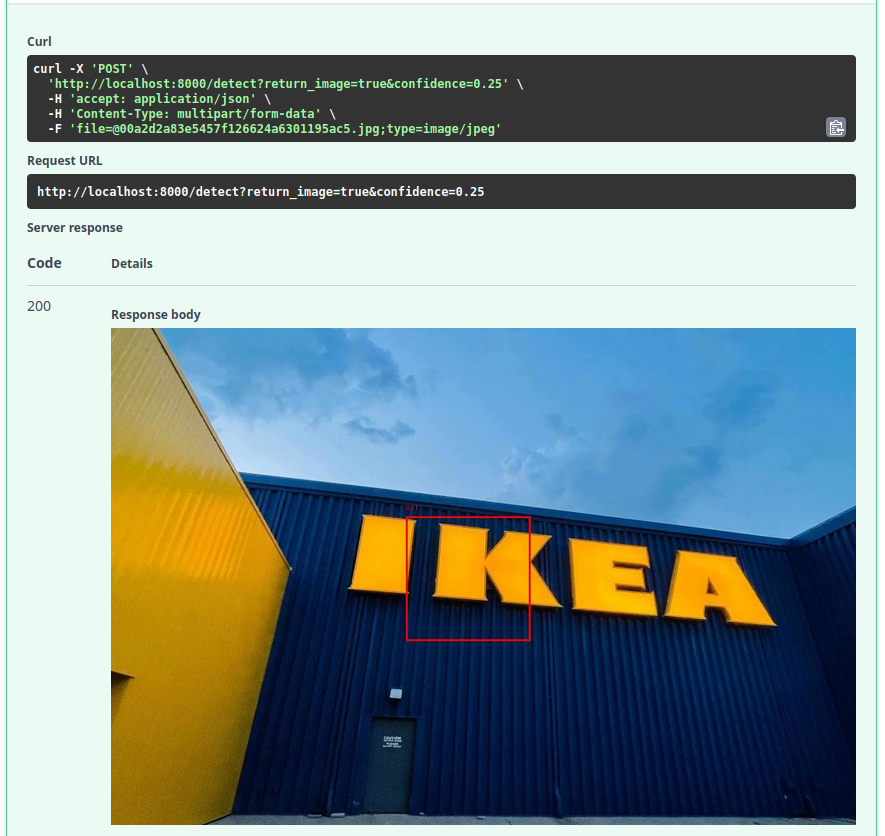 Curl
curl -X 'POST' \
  'http://localhost:8000/detect?return_image=true&confidence=0.25' \
  -H 'accept: application/json' \
  -H 'Content-Type: multipart/form-data' \
  -F 'file=@00a2d2a83e5457f126624a6301195ac5.jpg;type=image/jpeg'
Request URL
http://localhost:8000/detect?return_image=true&confidence=0.25
Server response
Code Details
200
Response body
IKEA